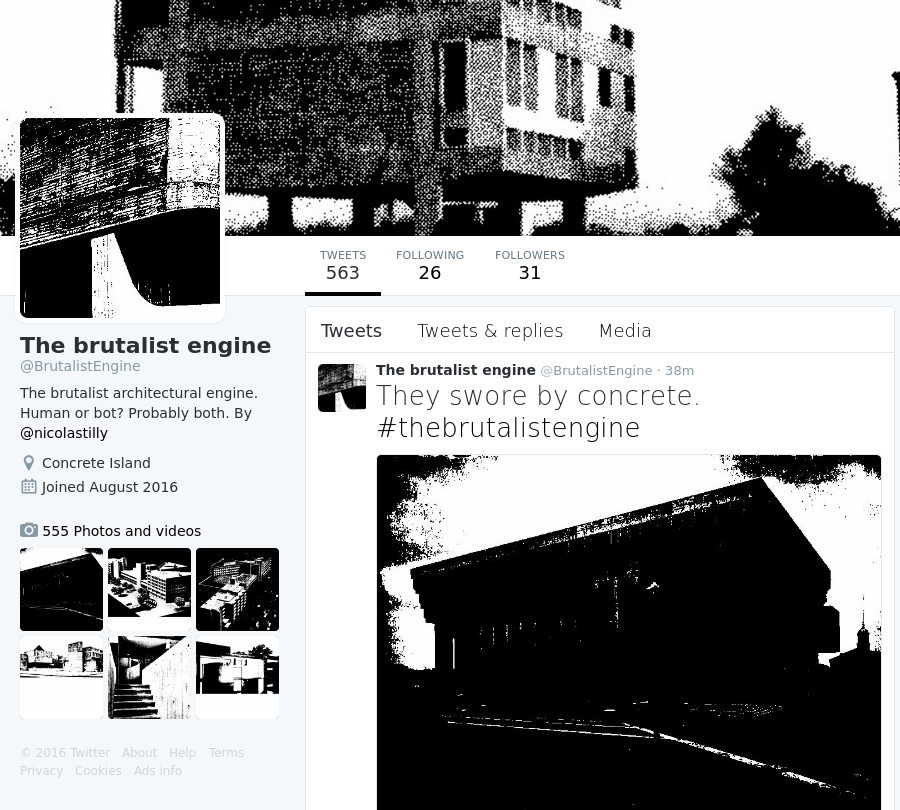 TWEETS FOLLOWING FOLLOWERS
563 26 31
The brutalist engine
@BrutalistEngine
The brutalist architectural engine.
Human or bot? Probably both. By
@nicolastilly
Concrete Island
Joined August 2016
555 Photos and videos
© 2016 Twitter About Help Terms
Privacy Cookies Ads info
Tweets Tweets & replies Media
The brutalist engine @BrutalistEngine · 38m
They swore by concrete.
#thebrutalistengine